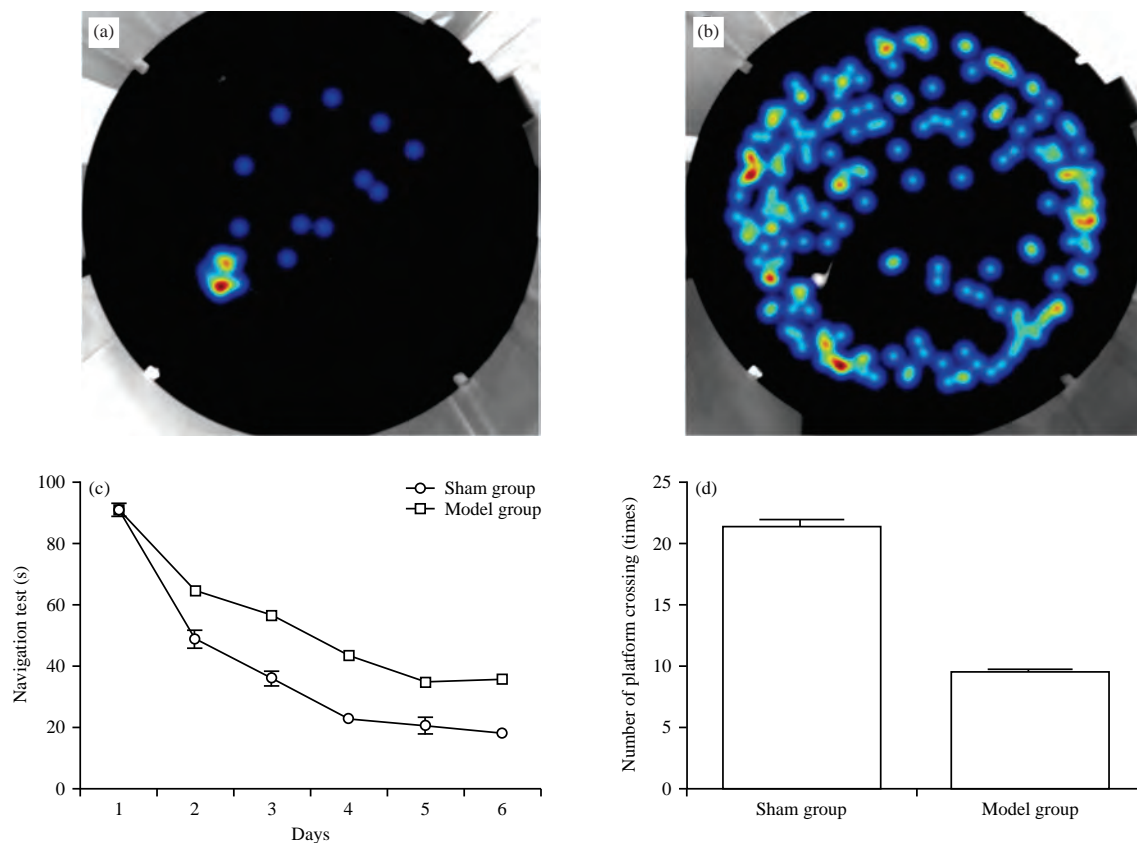 (a)
(b)
(c)
Sham group
Model group
100
80
60
40
20
0
Navigation test (s)
1 2 3 4 5 6
Days
(d)
25
20
15
10
5
0
Number of platform crossing (times)
Sham group Model group